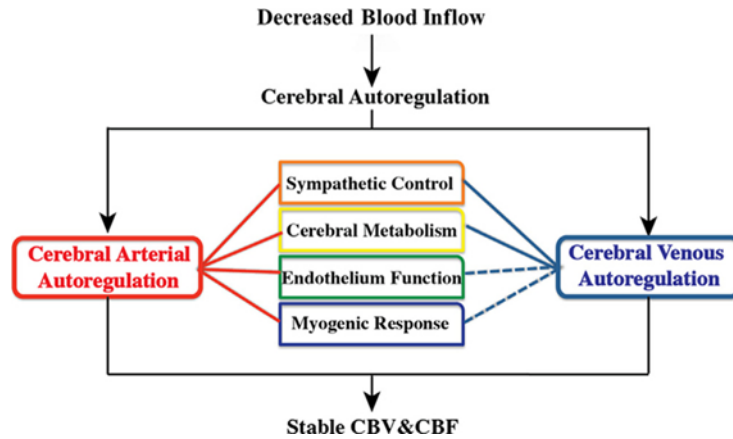 Decreased Blood Inflow
Cerebral Autoregulation
Sympathetic Control
Cerebral Metabolism
Cerebral Arterial
Autoregulation
Endothelium Function
Cerebral Venous
Autoregulation
Myogenic Response
Stable CBV&CBF